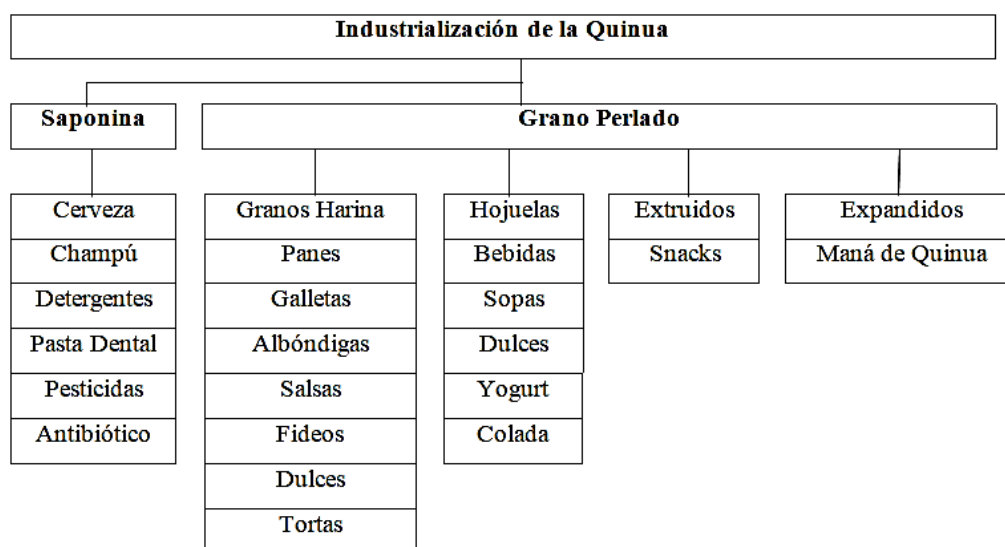 Industrialización de la Quinua
Saponina
Grano Perlado
Cerveza
Champú
Detergentes
Pasta Dental
Pesticidas
Antibiótico
Granos Harina
Panes
Galletas
Albóndigas
Salsas
Fideos
Dulces
Tortas
Hojuelas
Bebidas
Sopas
Dulces
Yogurt
Colada
Extruidos
Snacks
Expandidos
Maná de Quinua